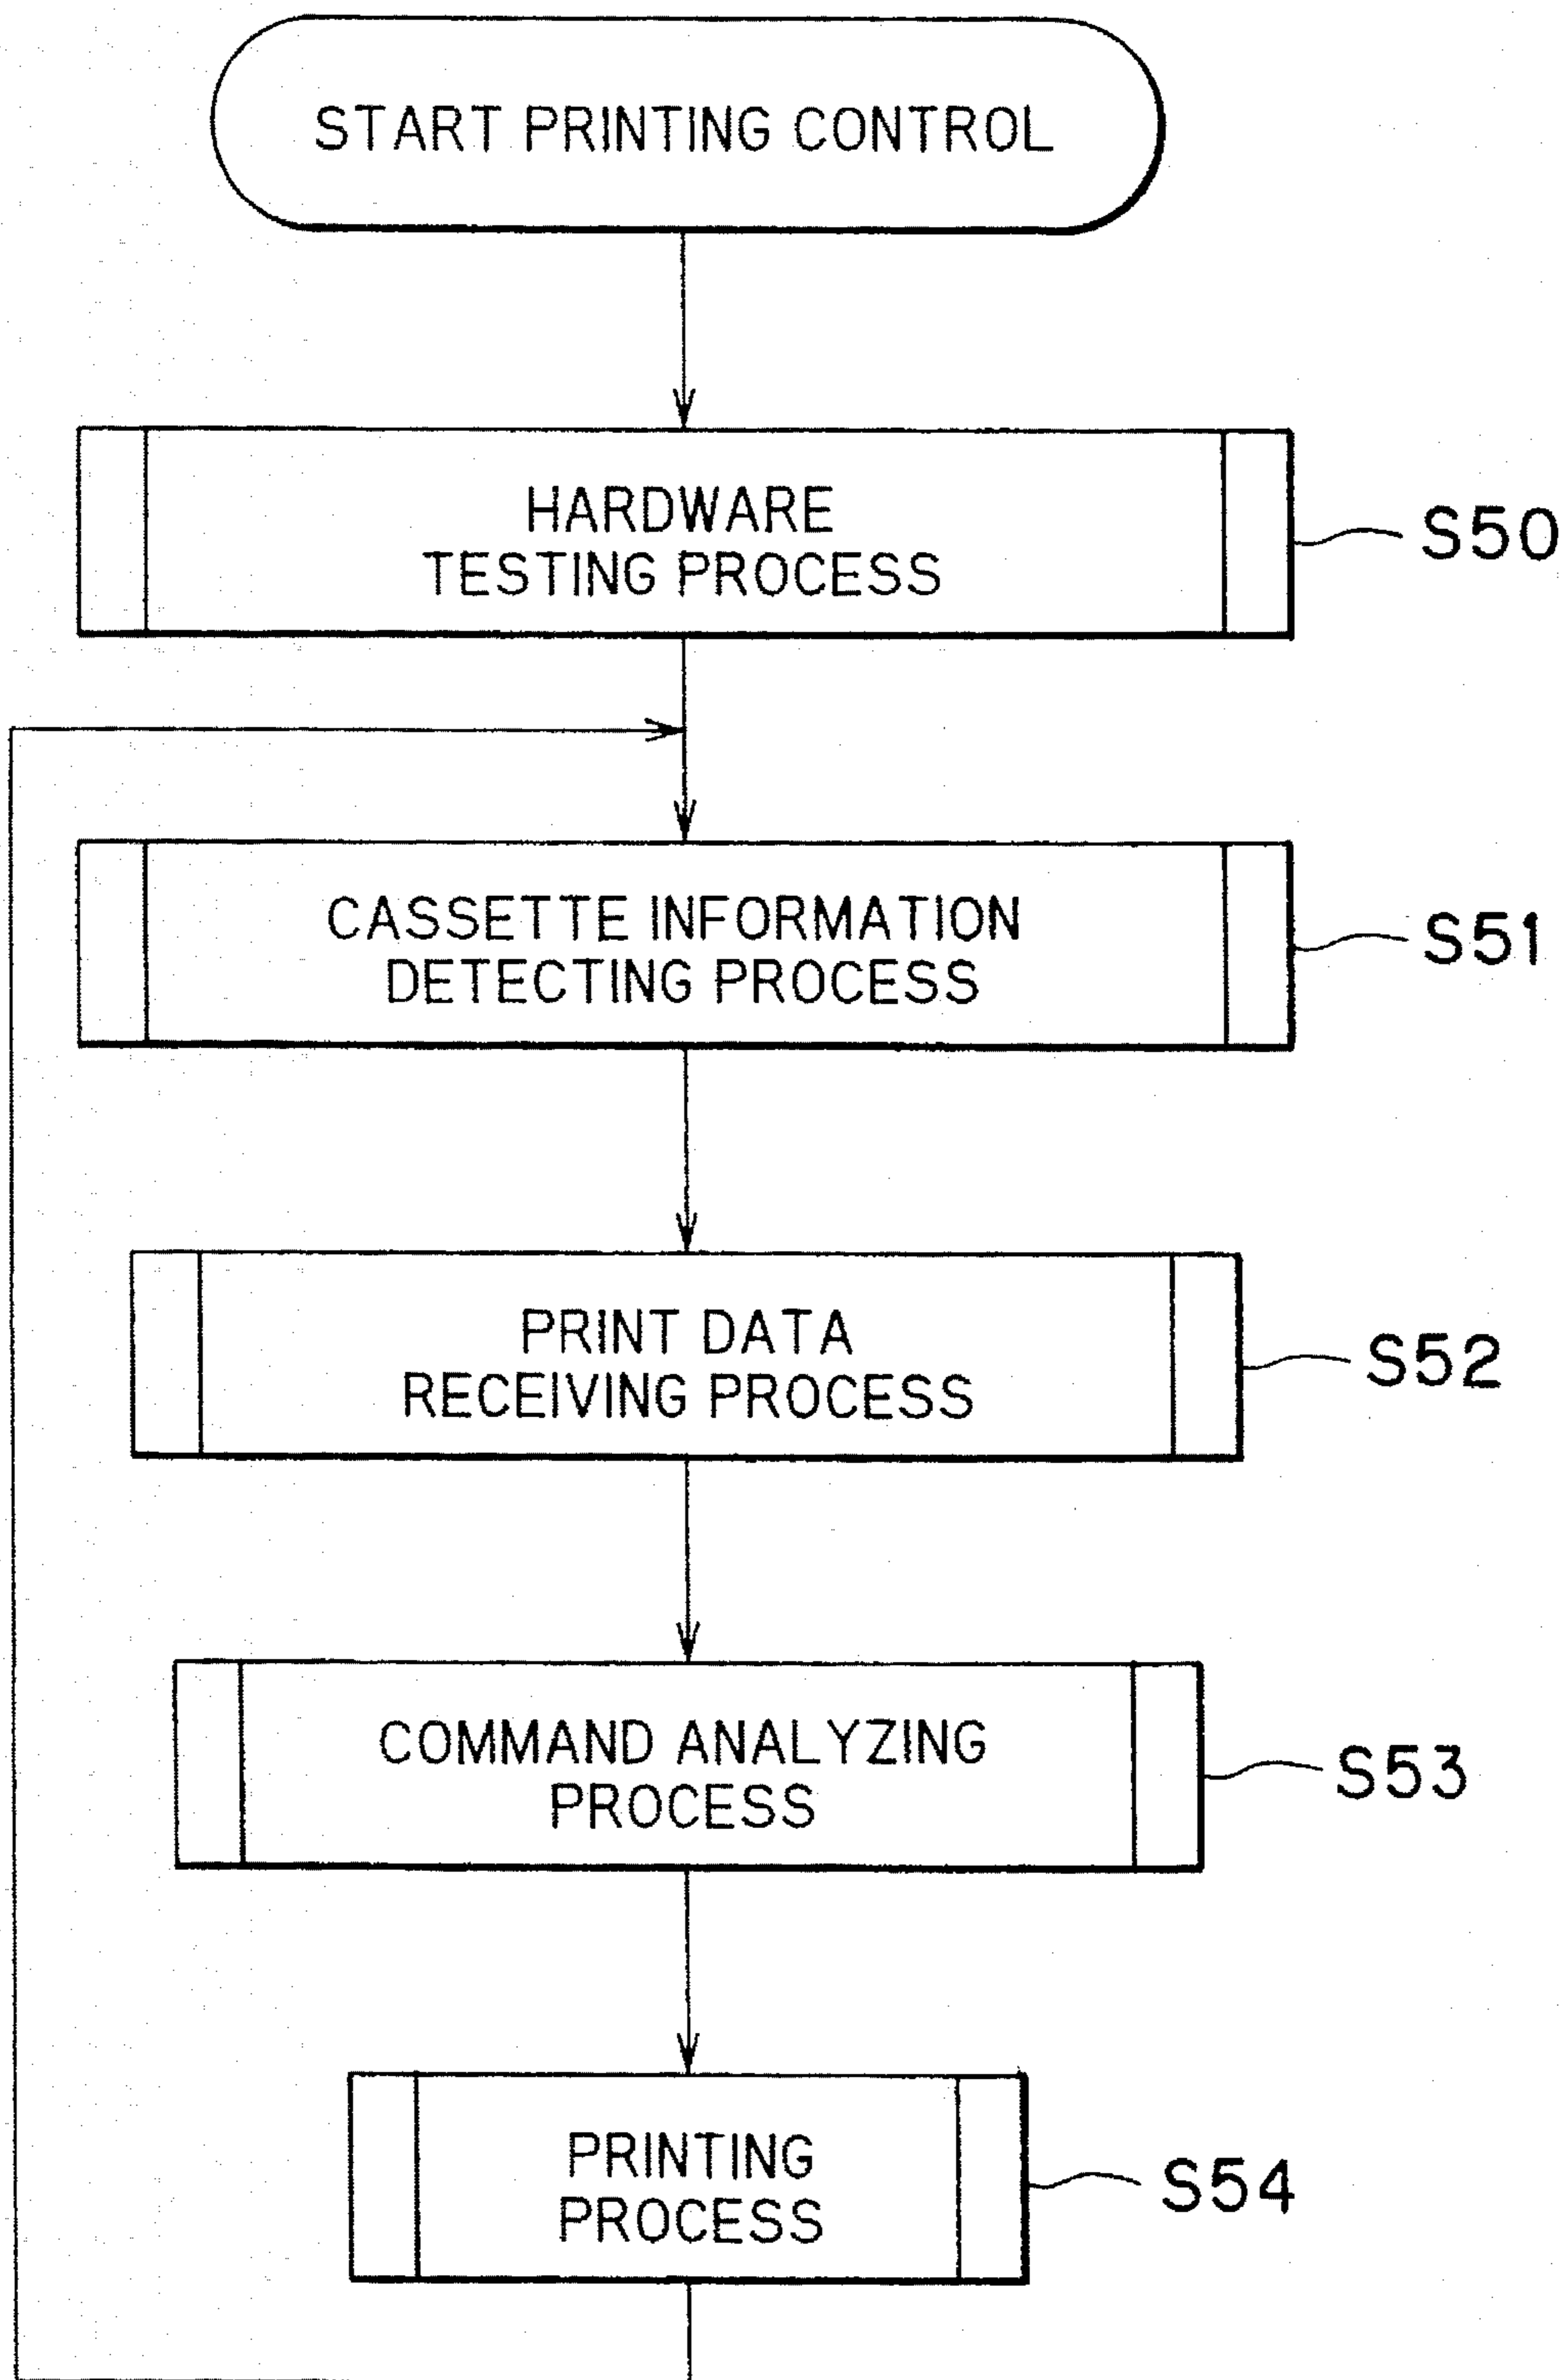 START PRINTING CONTROL
HARDWARE
TESTING PROCESS
S50
CASSETTE INFORMATION
DETECTING PROCESS
S51
PRINT DATA
RECEIVING PROCESS
S52
COMMAND ANALYZING
PROCESS
S53
PRINTING
PROCESS
S54